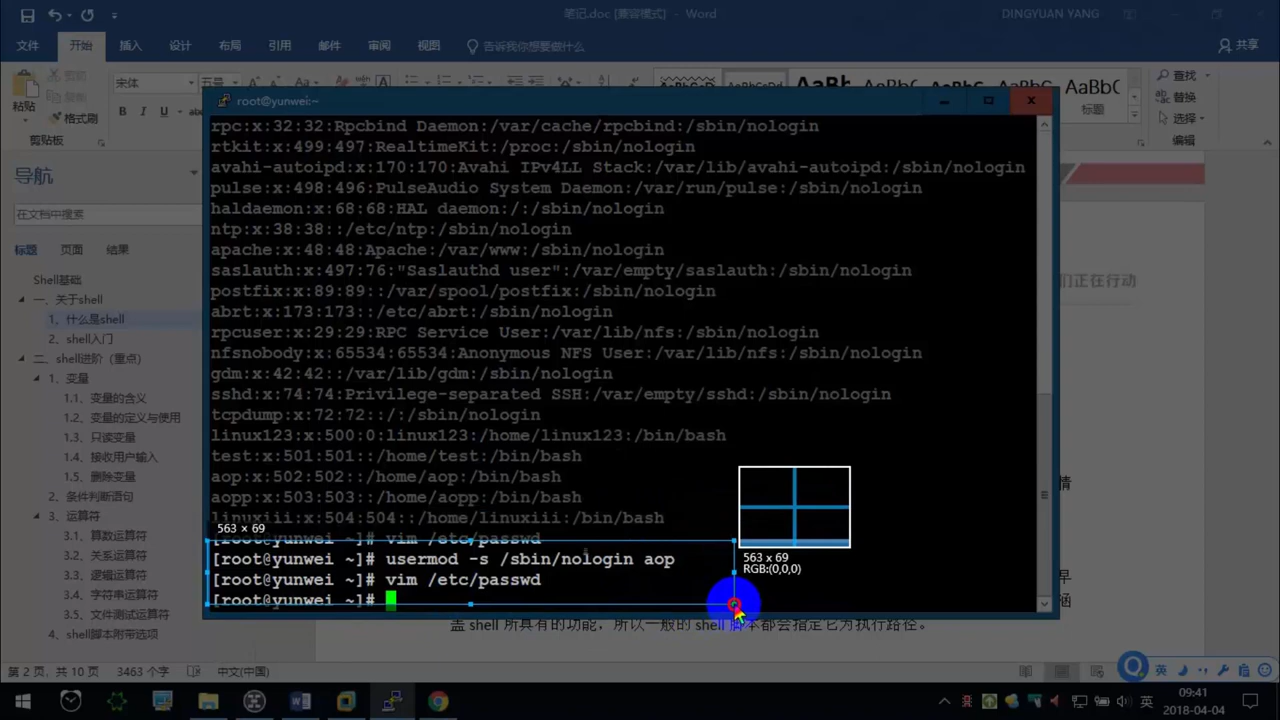 笔记.doc [兼容模式] - Word
DINGYUAN YANG
文件 开始 插入 设计 布局 引用 邮件 审阅 视图 告诉我你想要做什么 共享
宋体 五号
粘贴 剪切
复制
格式刷
剪贴板
B I U
AaBb AaBbC AaBbC
标题
查找
替换
选择
编辑
导航
在文档中搜索
标题 页面 结果
Shell基础
一、关于shell
1、什么是shell
2、shell入门
二、shell进阶（重点）
1、变量
1.1、变量的含义
1.2、变量的定义与使用
1.3、只读变量
1.4、接收用户输入
1.5、删除变量
2、条件判断语句
3、运算符
3.1、算数运算符
3.2、关系运算符
3.3、逻辑运算符
3.4、字符串运算符
3.5、文件测试运算符
4、shell脚本附带选项
root@yunwei:~
rpc:x:32:32:Rpcbind Daemon:/var/cache/rpcbind:/sbin/nologin
rtkit:x:499:497:RealtimeKit:/proc:/sbin/nologin
avahi-autoipd:x:170:170:Avahi IPv4LL Stack:/var/lib/avahi-autoipd:/sbin/nologin
pulse:x:498:496:PulseAudio System Daemon:/var/run/pulse:/sbin/nologin
haldaemon:x:68:68:HAL daemon:/:/sbin/nologin
ntp:x:38:38::/etc/ntp:/sbin/nologin
apache:x:48:48:Apache:/var/www:/sbin/nologin
saslauth:x:497:76:"Saslauthd user":/var/empty/saslauth:/sbin/nologin
postfix:x:89:89::/var/spool/postfix:/sbin/nologin
abrt:x:173:173::/etc/abrt:/sbin/nologin
rpcuser:x:29:29:RPC Service User:/var/lib/nfs:/sbin/nologin
nfsnobody:x:65534:65534:Anonymous NFS User:/var/lib/nfs:/sbin/nologin
gdm:x:42:42::/var/lib/gdm:/sbin/nologin
sshd:x:74:74:Privilege-separated SSH:/var/empty/sshd:/sbin/nologin
tcpdump:x:72:72::/:/sbin/nologin
linux123:x:500:0:linux123:/home/linux123:/bin/bash
test:x:501:501::/home/test:/bin/bash
aop:x:502:502::/home/aop:/bin/bash
aopp:x:503:503::/home/aopp:/bin/bash
linuxiii:x:504:504::/home/linuxiii:/bin/bash
[root@yunwei ~]# vim /etc/passwd
[root@yunwei ~]# usermod -s /sbin/nologin aop
[root@yunwei ~]# vim /etc/passwd
[root@yunwei ~]#
563 × 69
563 x 69
RGB:(0,0,0)
们正在行动
情
早
涵
盖 shell 所具有的功能，所以一般的 shell 脚本都会指定它为执行路径。
第 2 页，共 10 页 3463 个字 中文(中国)
英
英
09:41
2018-04-04